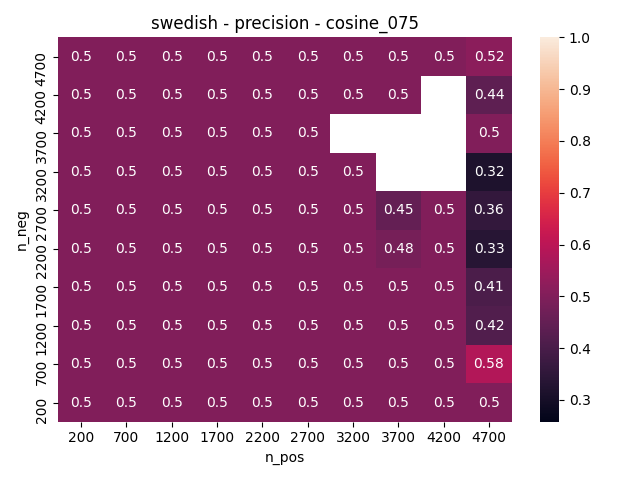 swedish - precision - cosine_075
4700 0.5 0.5 0.5 0.5 0.5 0.5 0.5 0.5 0.5 0.52
4200 0.5 0.5 0.5 0.5 0.5 0.5 0.5 0.5 0.44
3700 0.5 0.5 0.5 0.5 0.5 0.5 0.5
3200 0.5 0.5 0.5 0.5 0.5 0.5 0.5 0.32
2700 0.5 0.5 0.5 0.5 0.5 0.5 0.5 0.45 0.5 0.36
2200 0.5 0.5 0.5 0.5 0.5 0.5 0.5 0.48 0.5 0.33
1700 0.5 0.5 0.5 0.5 0.5 0.5 0.5 0.5 0.5 0.41
1200 0.5 0.5 0.5 0.5 0.5 0.5 0.5 0.5 0.5 0.42
700 0.5 0.5 0.5 0.5 0.5 0.5 0.5 0.5 0.5 0.58
200 0.5 0.5 0.5 0.5 0.5 0.5 0.5 0.5 0.5 0.5
200 700 1200 1700 2200 2700 3200 3700 4200 4700
n_pos
n_neg
1.0
0.9
0.8
0.7
0.6
0.5
0.4
0.3